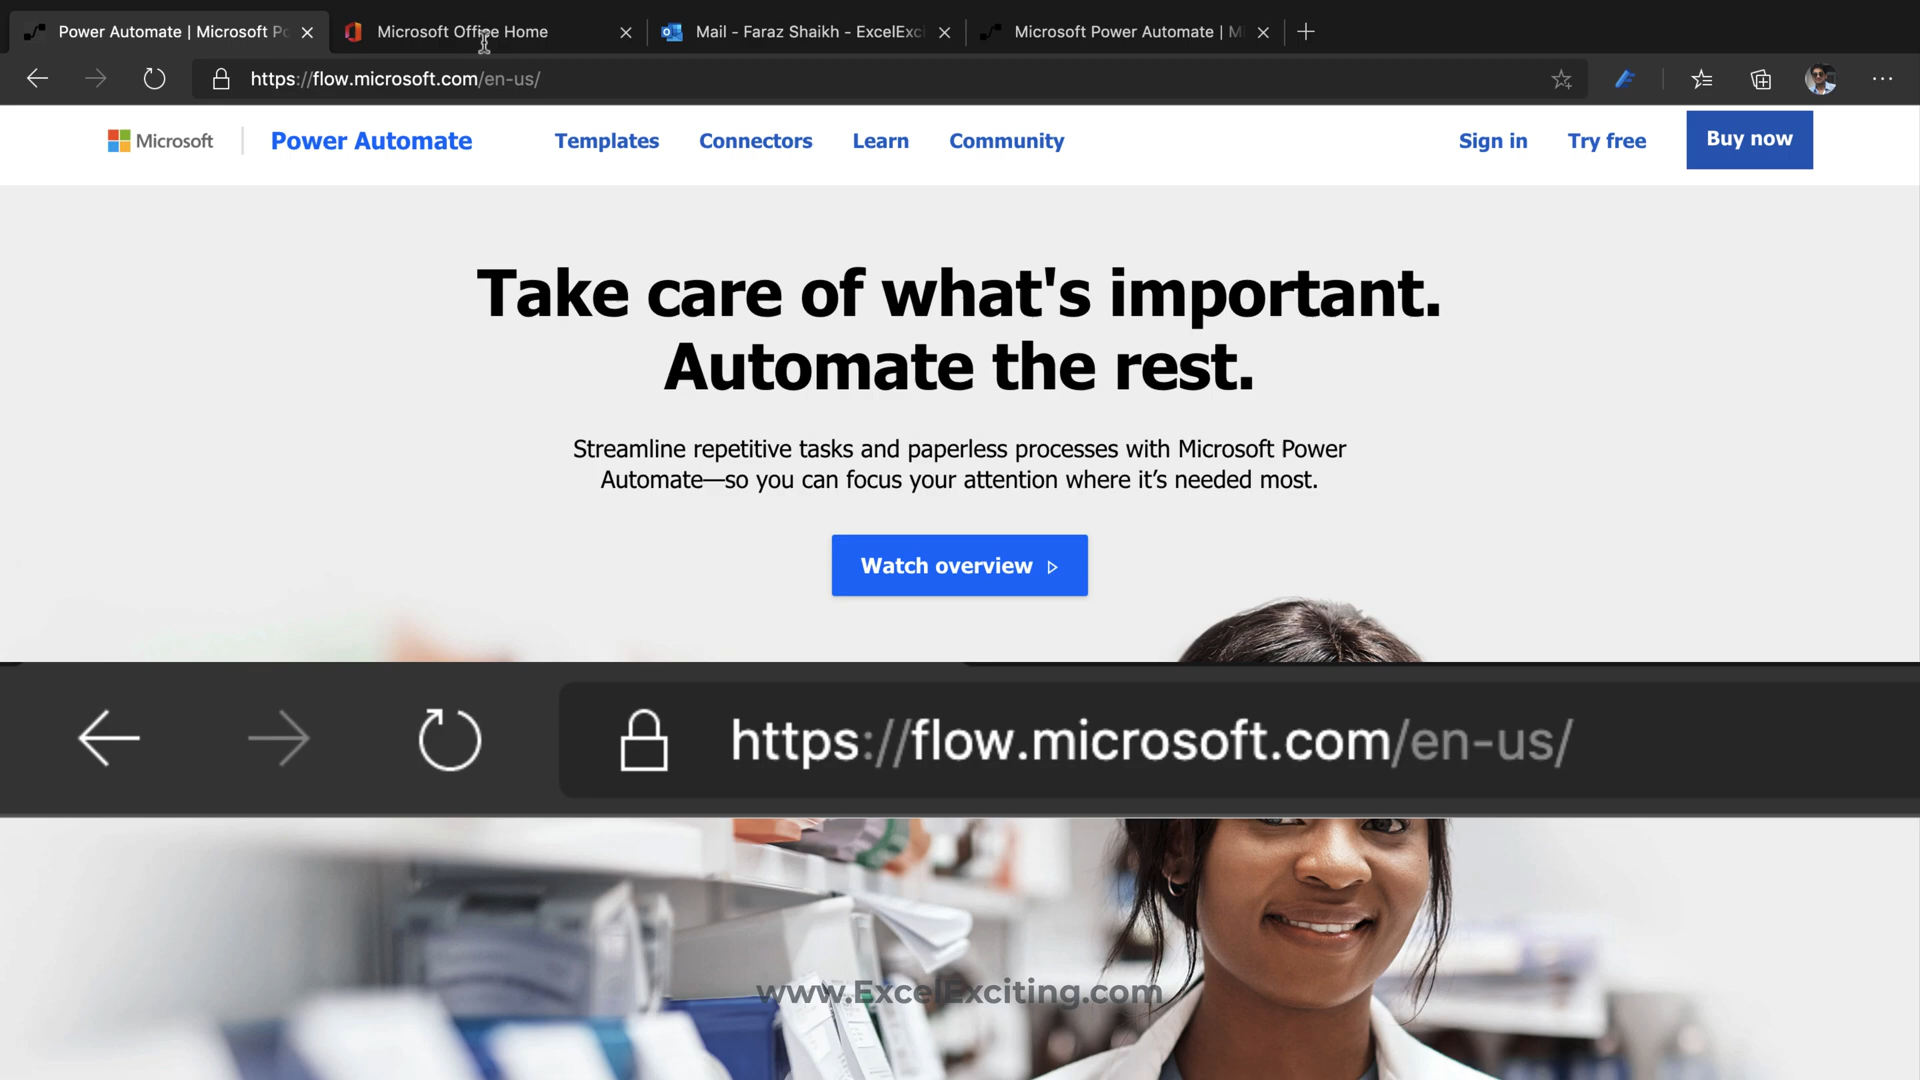 Power Automate | Microsoft P
Microsoft Office Home
Mail - Faraz Shaikh - ExcelExc
Microsoft Power Automate | M
https://flow.microsoft.com/en-us/
Microsoft
Power Automate
Templates
Connectors
Learn
Community
Sign in
Try free
Buy now
Take care of what's important.
Automate the rest.
Streamline repetitive tasks and paperless processes with Microsoft Power
Automate—so you can focus your attention where it’s needed most.
Watch overview
https://flow.microsoft.com/en-us/
www.ExcelExciting.com